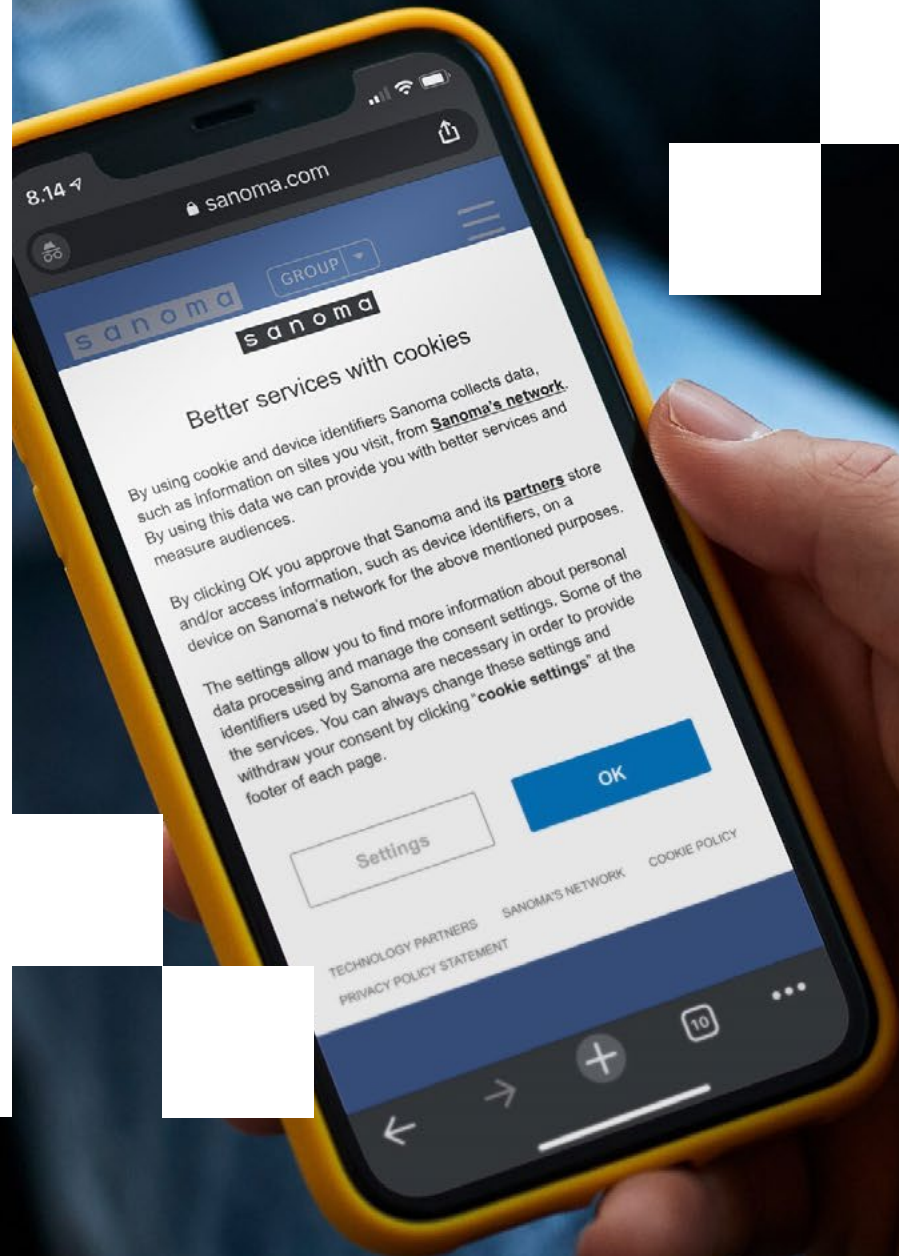 8.14
sanoma.com
GROUP
sanoma
sanoma
Better services with cookies
By using cookie and device identifiers Sanoma collects data,
such as information on sites you visit, from Sanoma's network.
By using this data we can provide you with better services and
measure audiences.
By clicking OK you approve that Sanoma and its partners store
and/or access information, such as device identifiers, on a
device on Sanoma's network for the above mentioned purposes.
The settings allow you to find more information about personal
data processing and manage the consent settings. Some of the
identifiers used by Sanoma are necessary in order to provide
the services. You can always change these settings and
withdraw your consent by clicking "cookie settings" at the
footer of each page.
Settings
OK
TECHNOLOGY PARTNERS SANOMA'S NETWORK COOKIE POLICY
PRIVACY POLICY STATEMENT
10